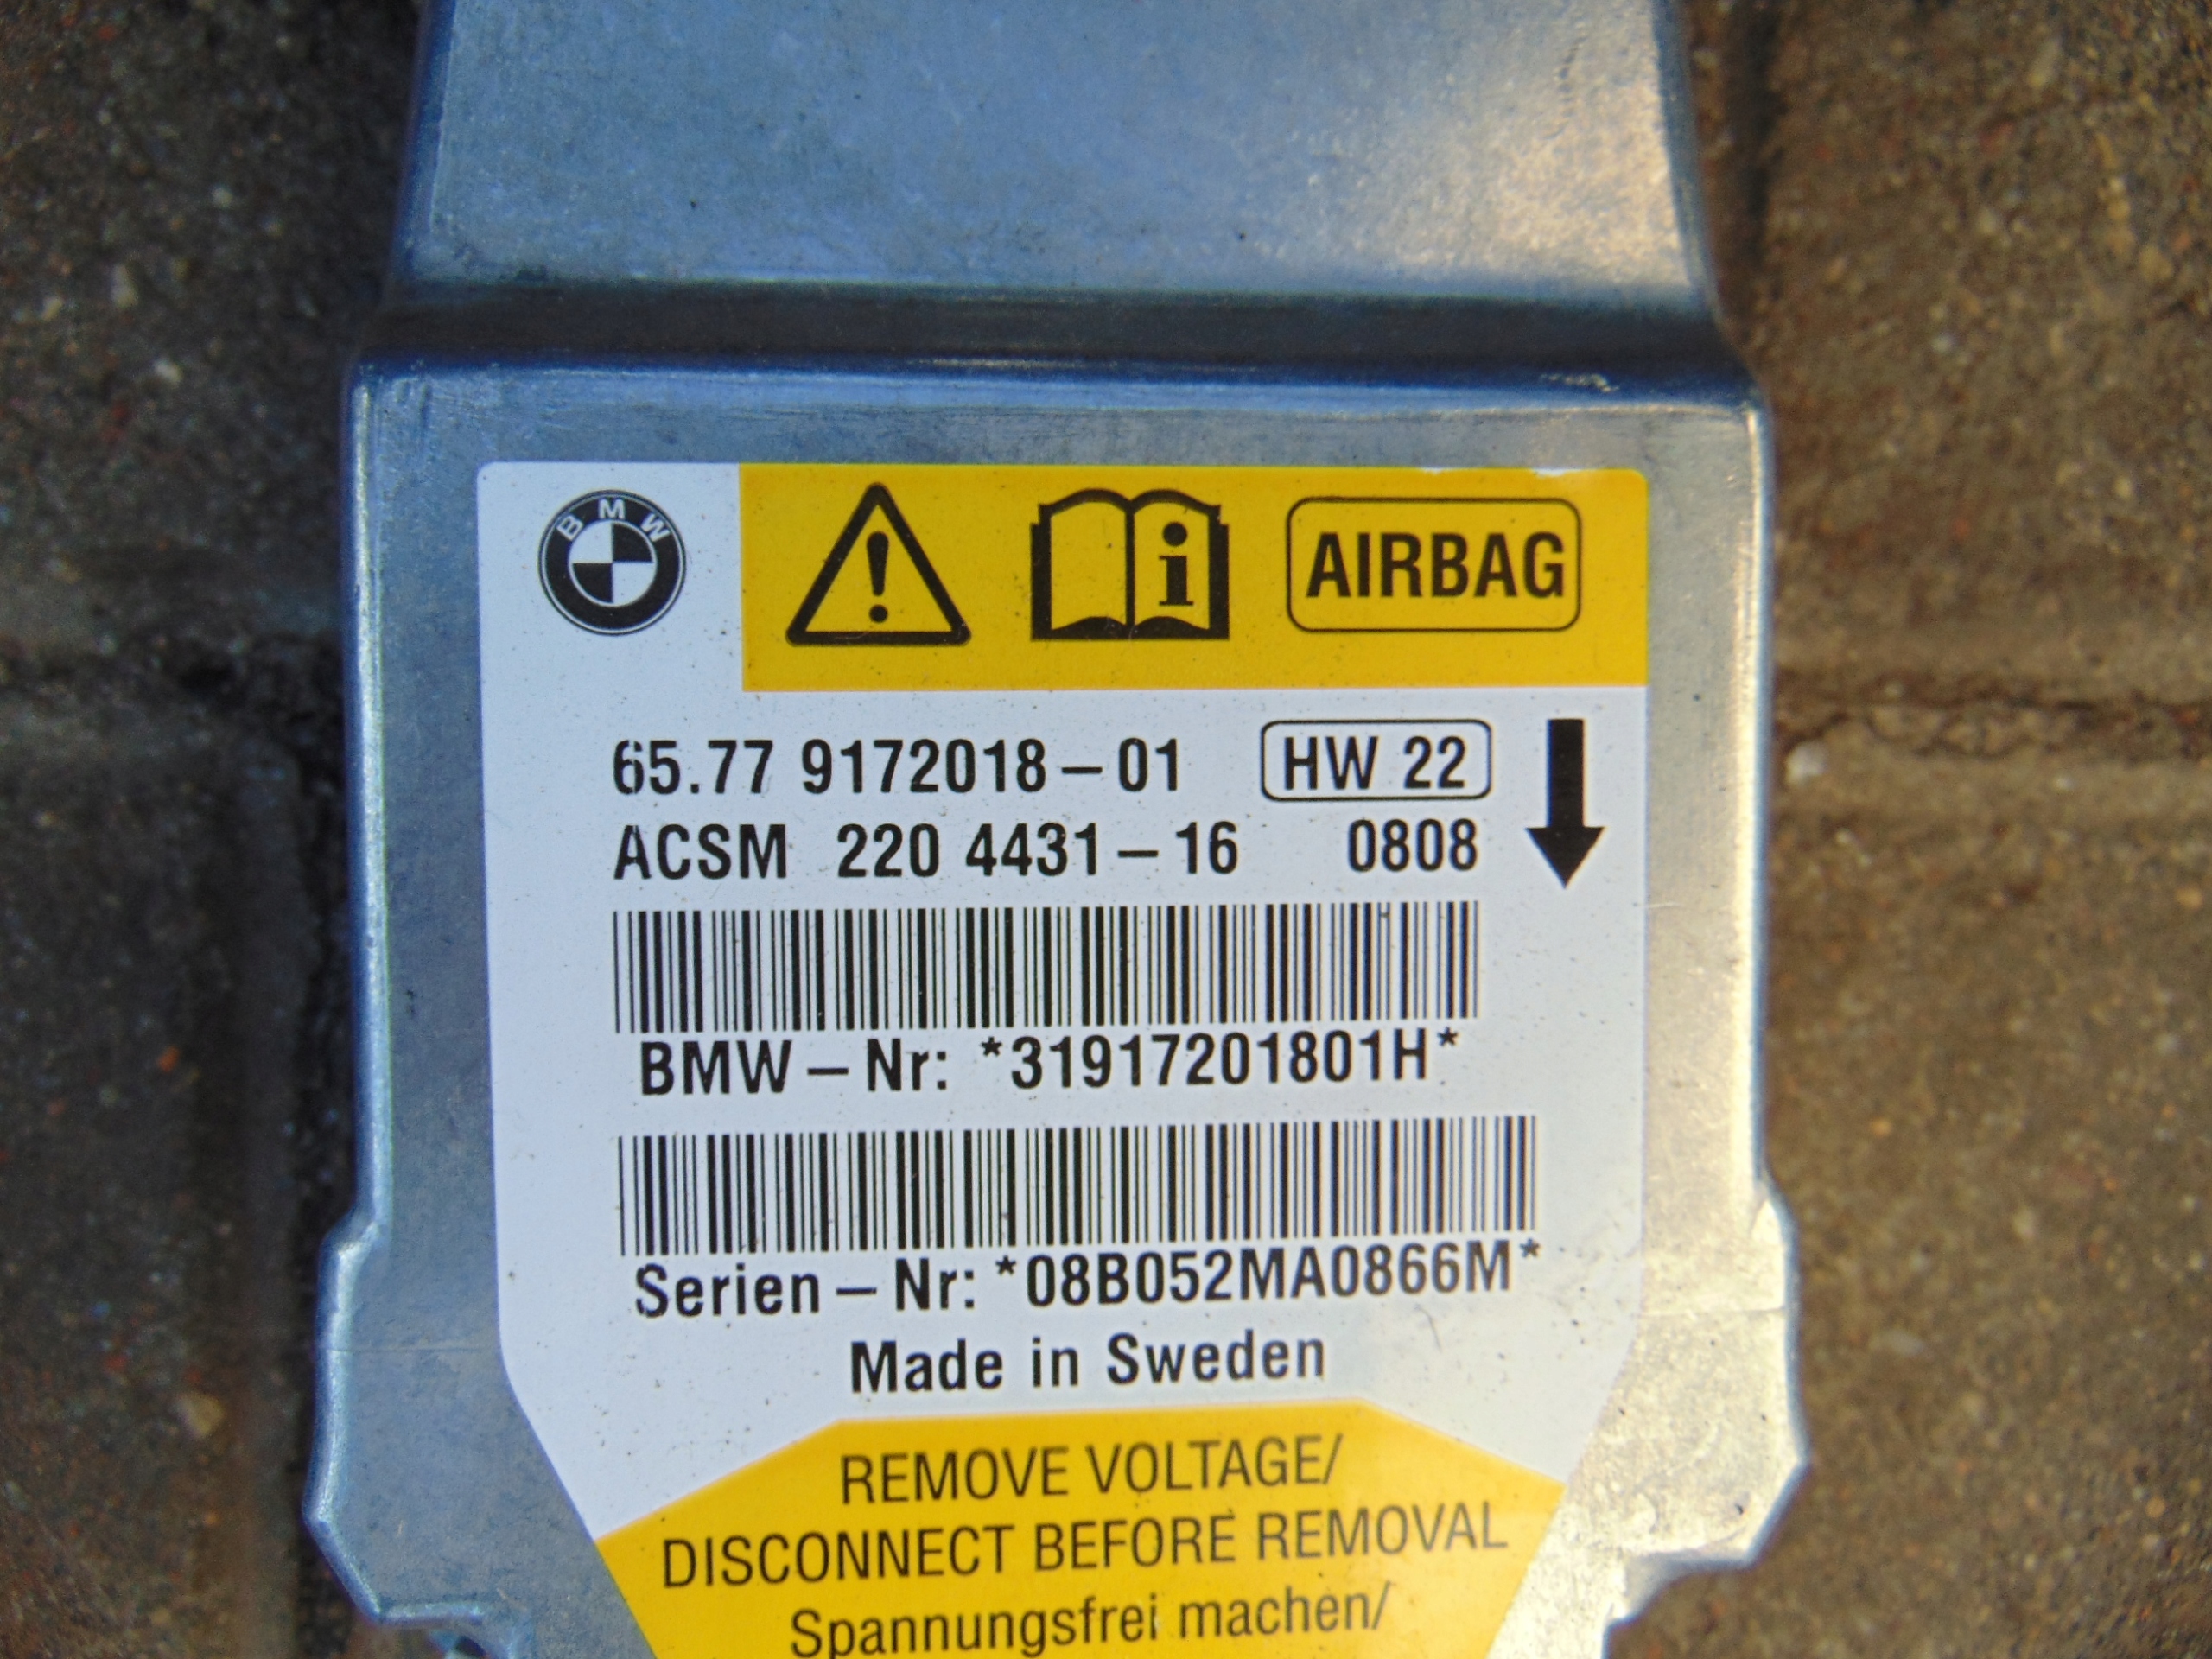 BMW
AIRBAG
65.77 9172018-01 HW 22
ACSM 220 4431-16 0808
BMW-Nr: *31917201801H*
Serien-Nr: *08B052MA0866M*
Made in Sweden
REMOVE VOLTAGE/
DISCONNECT BEFORE REMOVAL
Spannungsfrei machen/